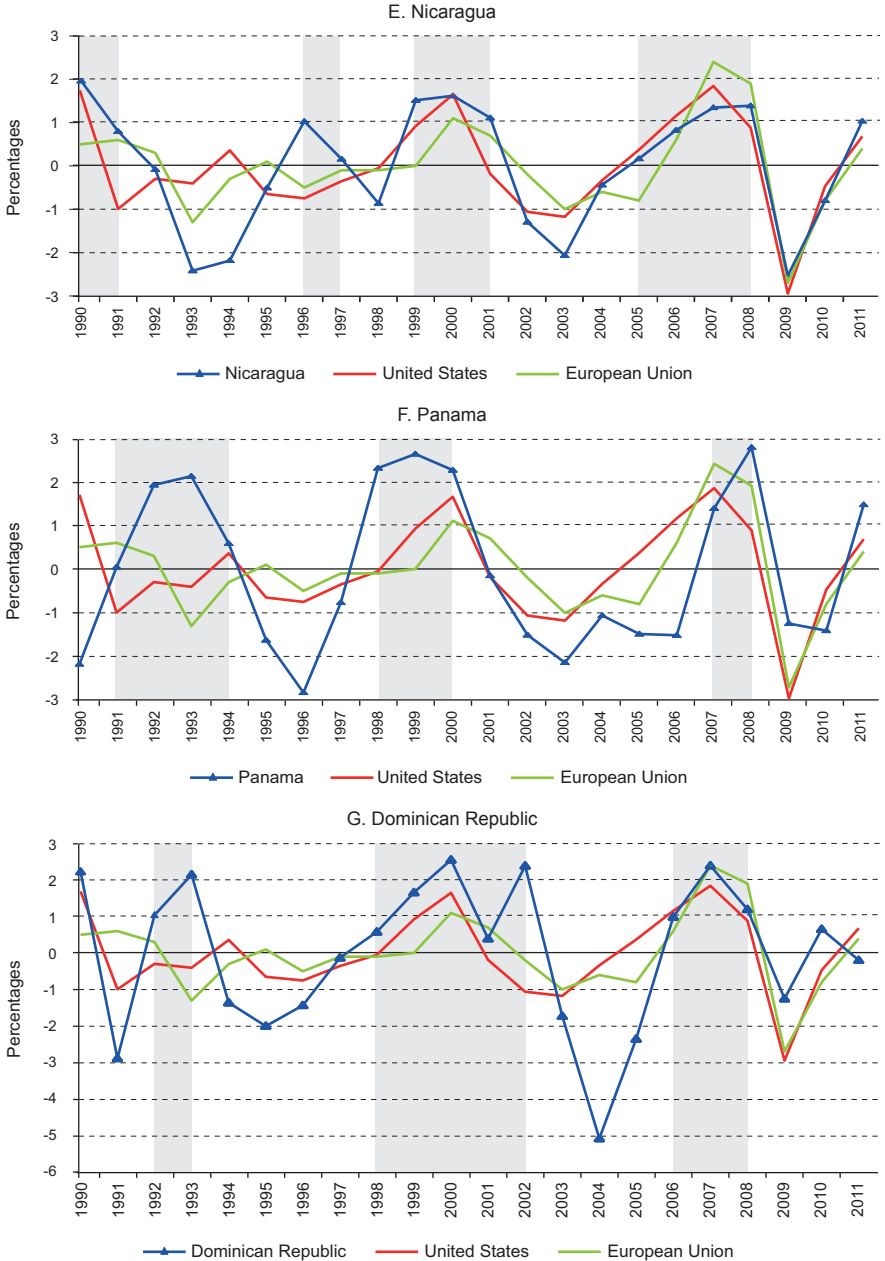 E. Nicaragua
3
2
1
0
-1
-2
-3
Percentages
1990 1991 1992 1993 1994 1995 1996 1997 1998 1999 2000 2001 2002 2003 2004 2005 2006 2007 2008 2009 2010 2011
Nicaragua United States European Union
F. Panama
3
2
1
0
-1
-2
-3
Percentages
1990 1991 1992 1993 1994 1995 1996 1997 1998 1999 2000 2001 2002 2003 2004 2005 2006 2007 2008 2009 2010 2011
Panama United States European Union
G. Dominican Republic
3
2
1
0
-1
-2
-3
-4
-5
-6
Percentages
1990 1991 1992 1993 1994 1995 1996 1997 1998 1999 2000 2001 2002 2003 2004 2005 2006 2007 2008 2009 2010 2011
Dominican Republic United States European Union